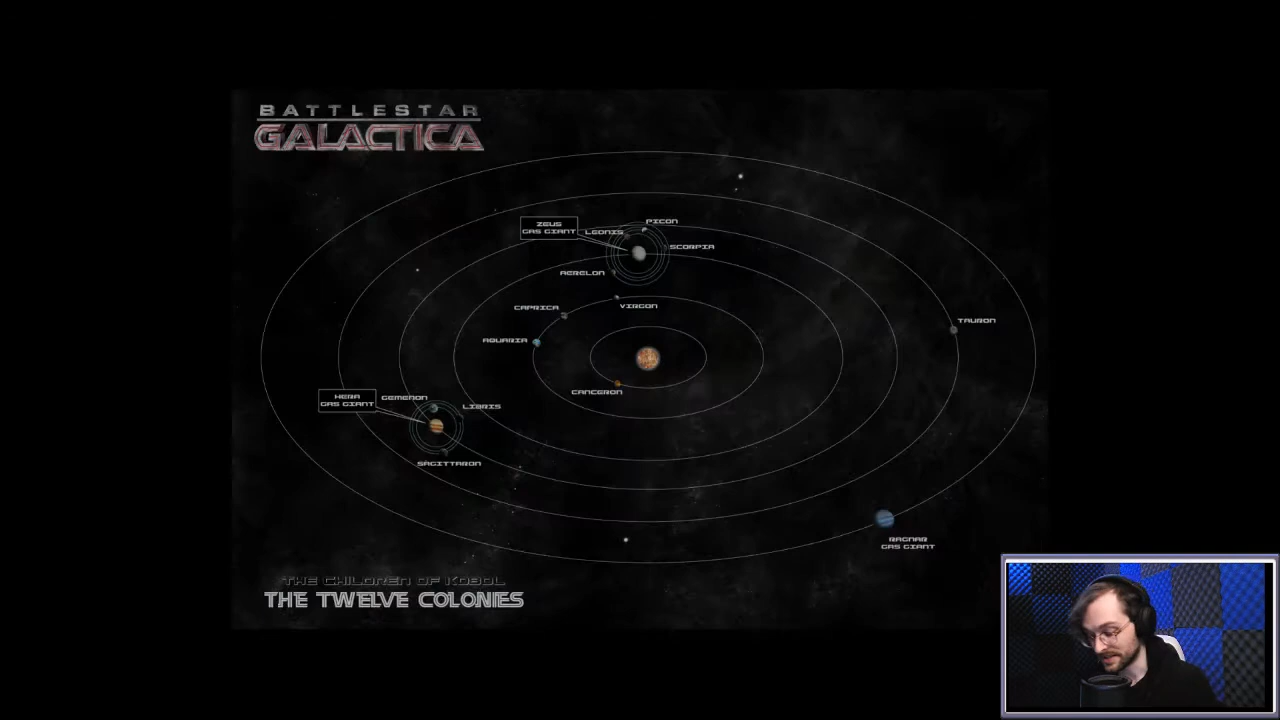 BATTLESTAR
GALACTICA
ZEUS
GAS GIANT
LEONIS
PICON
SCORPIA
AERELON
CAPRICA
VIRGON
AQUARIA
TAURON
CANCERON
HERA
GAS GIANT
GEMENON
LIBRIS
SAGITTARON
RAGNAR
GAS GIANT
THE CHILDREN OF KOBOL
THE TWELVE COLONIES